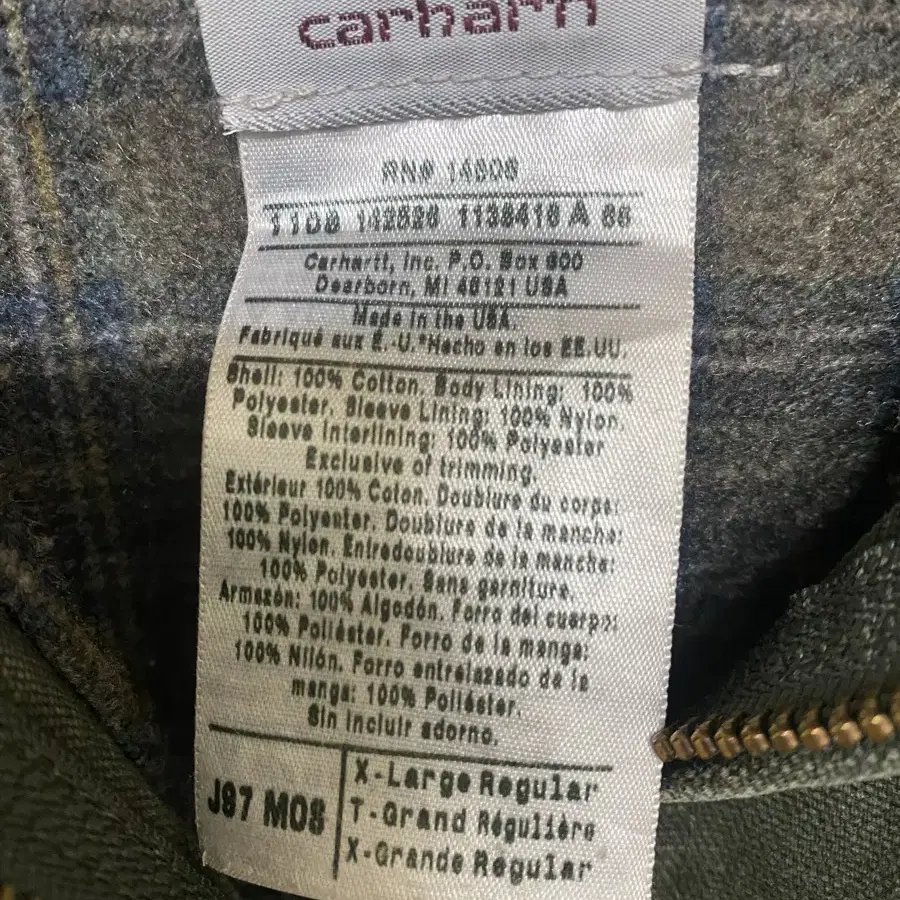 carhartt
RN# 14806
1108 142626 1138416 A 86
Carhartt, Inc. P.O. Box 600
Dearborn, MI 48121 USA
Made in the USA.
Fabriqué aux É.-U.*Hecho en los EE.UU.
Shell: 100% Cotton. Body Lining: 100%
Polyester. Sleeve Lining: 100% Nylon.
Sleeve Interlining: 100% Polyester
Exclusive of trimming.
Extérieur 100% Coton. Doublure du corps:
100% Polyester. Doublure de la manche:
100% Nylon. Entredoublure de la manche:
100% Polyester. Sans garniture.
Armazón: 100% Algodón. Forro del cuerpo:
100% Poliéster. Forro de la manga:
100% Nilón. Forro entrelazado de la
manga: 100% Poliéster.
Sin incluir adorno.
J97 MOS
X-Large Regular
T-Grand Régulière
X-Grande Regular